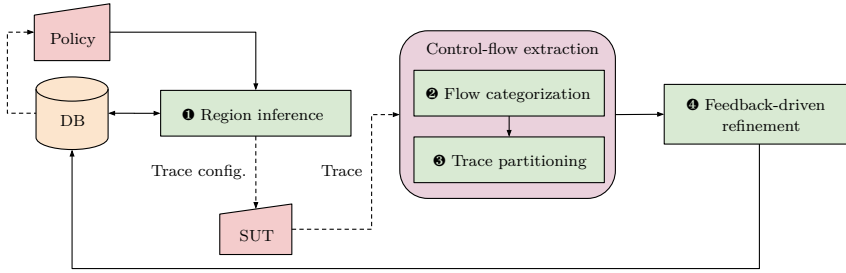 Policy
Control-flow extraction
❷ Flow categorization
❹ Feedback-driven
refinement
DB
❶ Region inference
❸ Trace partitioning
Trace config.
Trace
SUT